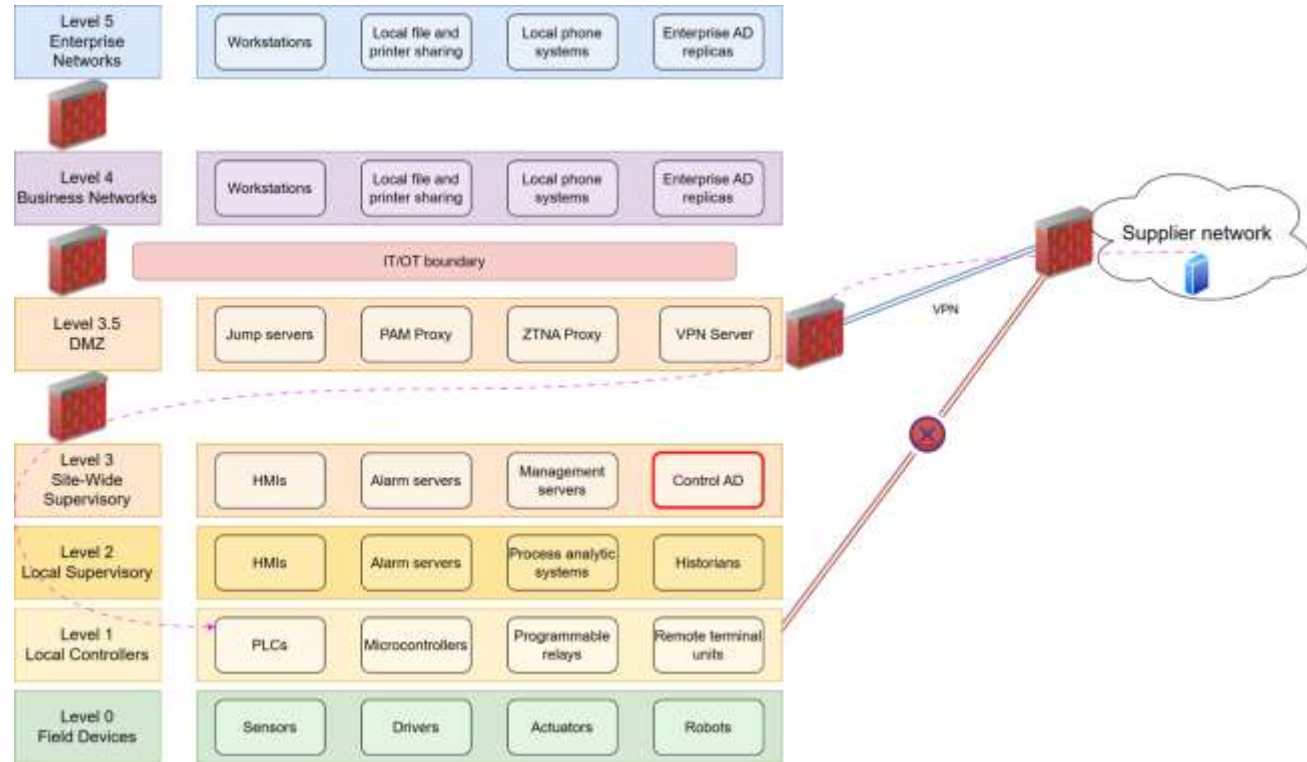 Level 5
Enterprise
Networks
Workstations
Local file and
printer sharing
Local phone
systems
Enterprise AD
replicas
Level 4
Business Networks
Workstations
Local file and
printer sharing
Local phone
systems
Enterprise AD
replicas
Supplier network
IT/OT boundary
VPN
Level 3.5
DMZ
Jump servers
PAM Proxy
ZTNA Proxy
VPN Server
Level 3
Site-Wide
Supervisory
HMIs
Alarm servers
Management
servers
Control AD
Level 2
Local Supervisory
HMIs
Alarm servers
Process analytic
systems
Historians
Level 1
Local Controllers
PLCs
Microcontrollers
Programmable
relays
Remote terminal
units
Level 0
Field Devices
Sensors
Drivers
Actuators
Robots